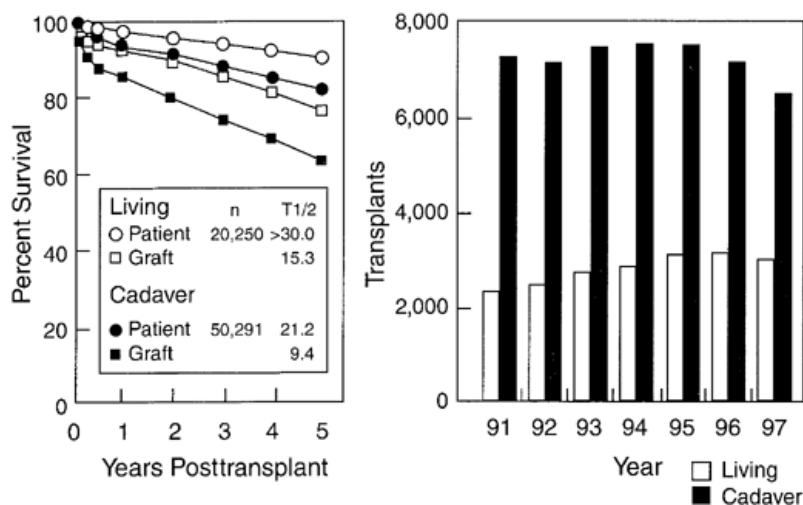 100
80
60
40
20
0
Percent Survival
Living n T1/2
Patient 20,250 >30.0
Graft 15.3
Cadaver
Patient 50,291 21.2
Graft 9.4
0 1 2 3 4 5
Years Posttransplant
8,000
6,000
4,000
2,000
0
Transplants
91 92 93 94 95 96 97
Year
Living
Cadaver